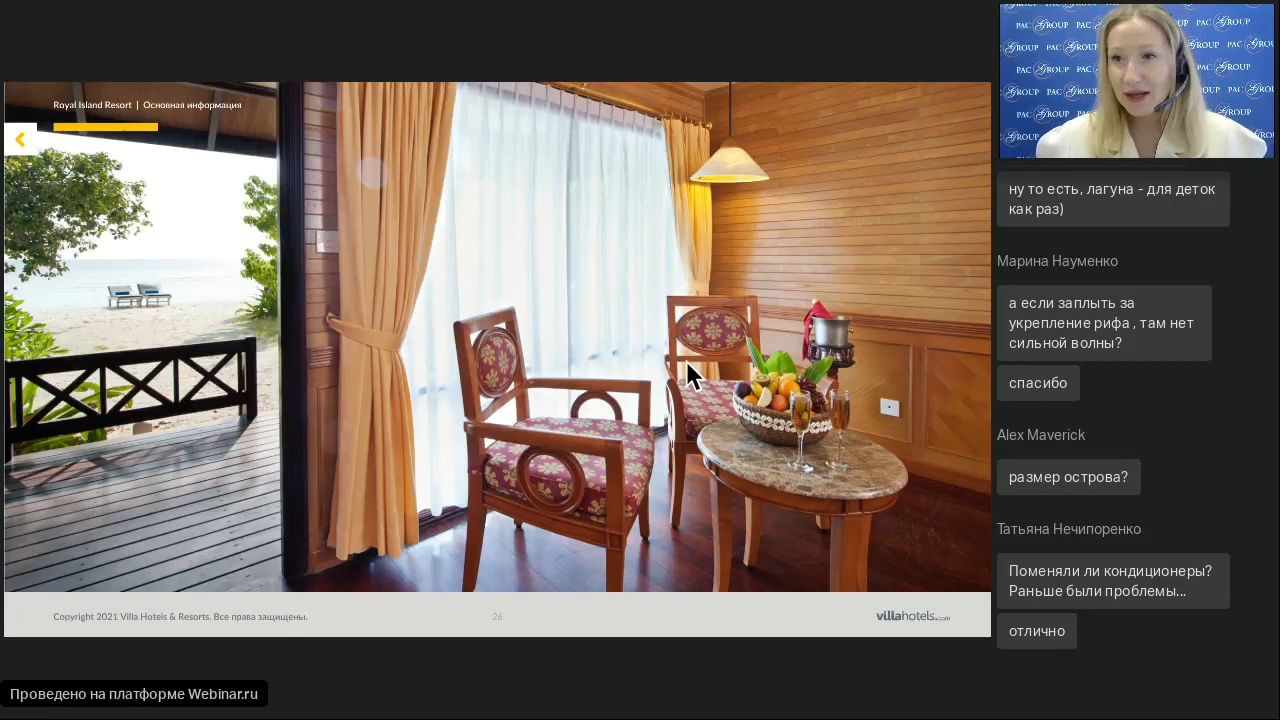 Royal Island Resort | Основная информация
Copyright 2021 Villa Hotels & Resorts. Все права защищены.
26
villahotels.com
Проведено на платформе Webinar.ru
PAC GROUP
ну то есть, лагуна - для деток
как раз)
Марина Науменко
а если заплыть за
укрепление рифа , там нет
сильной волны?
спасибо
Alex Maverick
размер острова?
Татьяна Нечипоренко
Поменяли ли кондиционеры?
Раньше были проблемы...
отлично